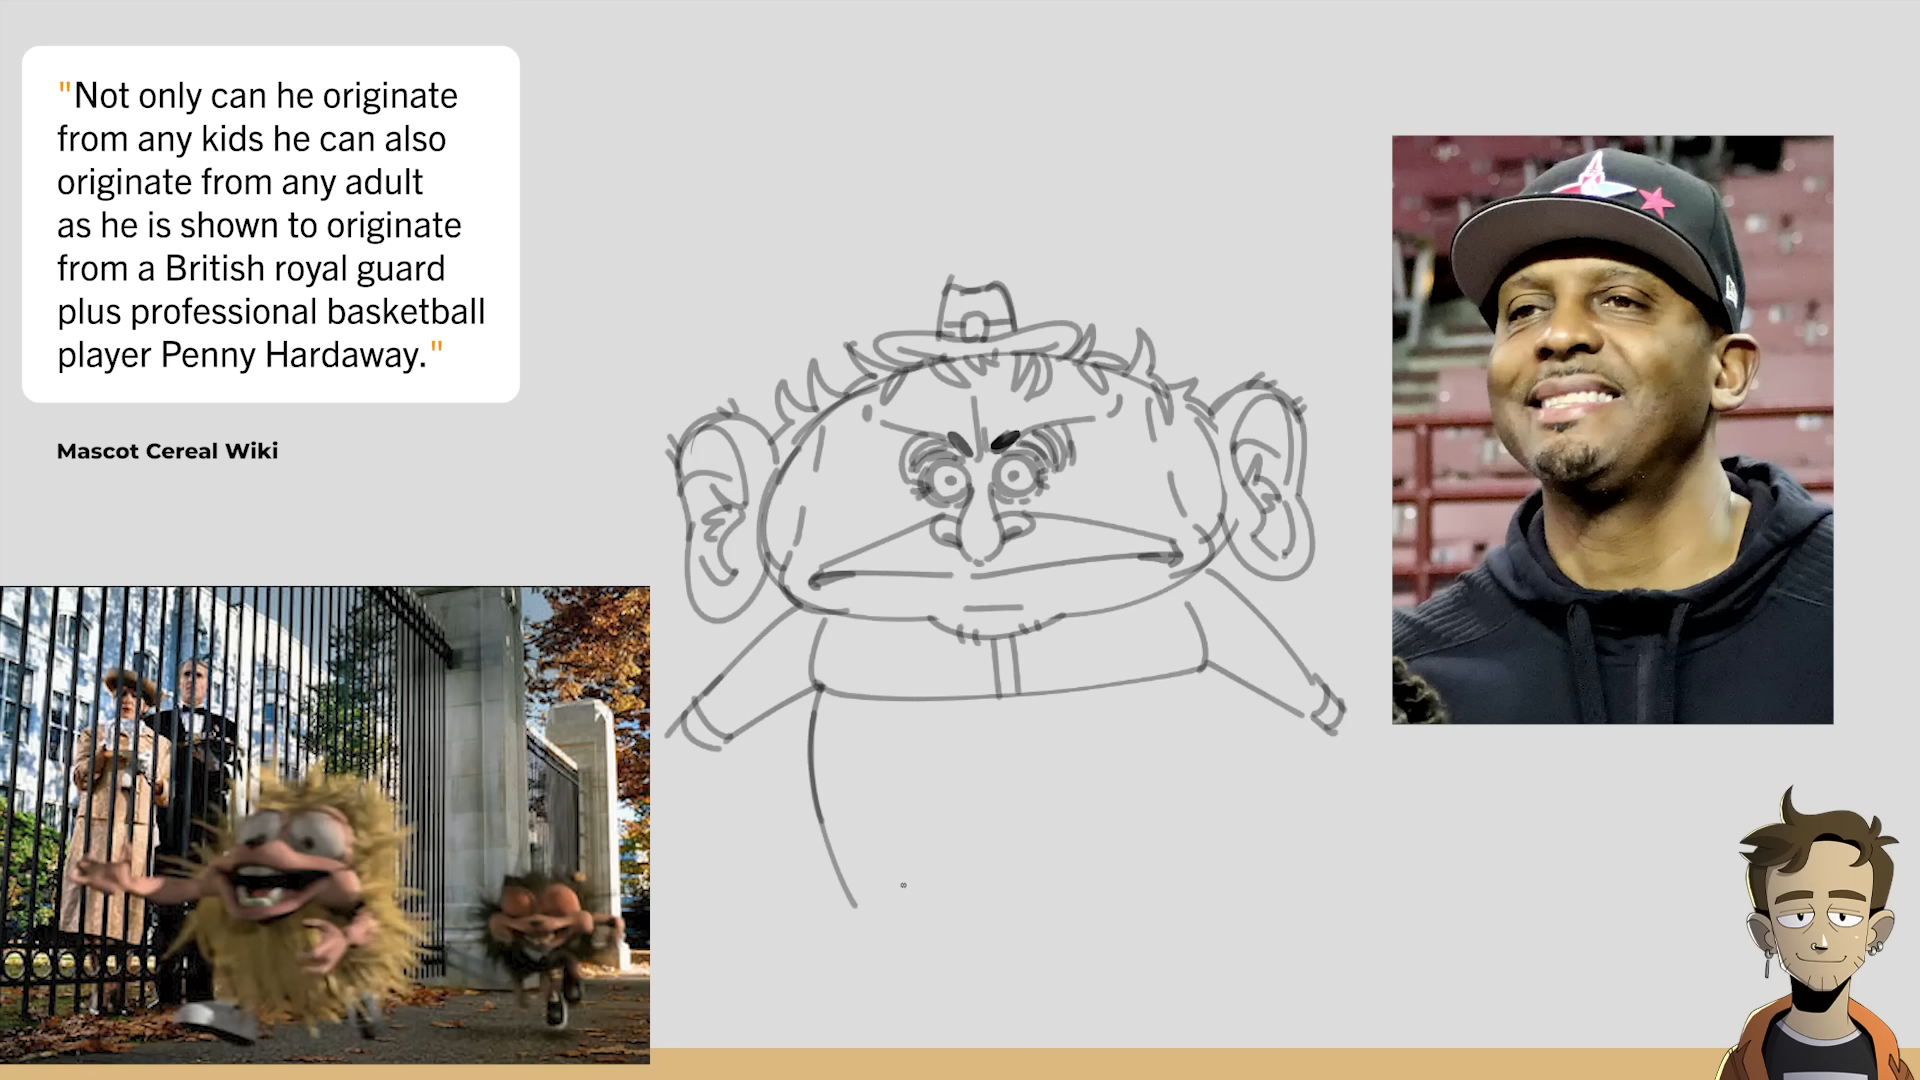 "Not only can he originate
from any kids he can also
originate from any adult
as he is shown to originate
from a British royal guard
plus professional basketball
player Penny Hardaway."
Mascot Cereal Wiki